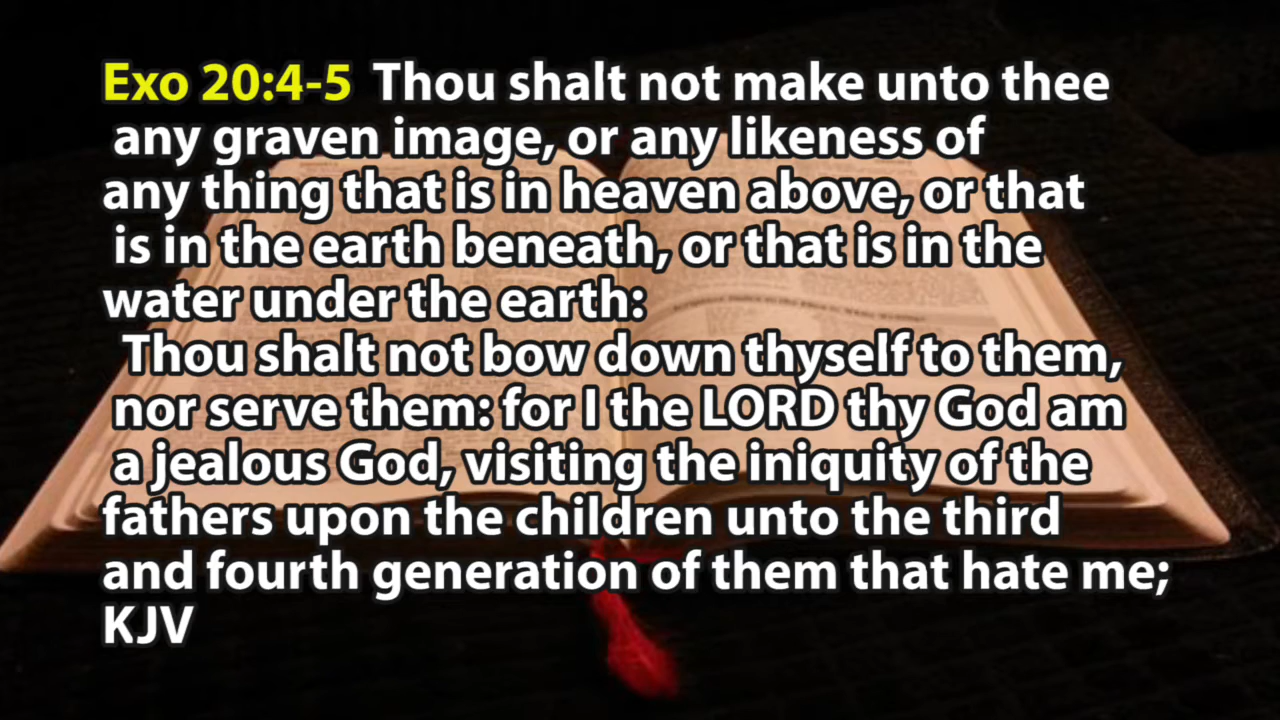 Exo 20:4-5 Thou shalt not make unto thee
any graven image, or any likeness of
any thing that is in heaven above, or that
is in the earth beneath, or that is in the
water under the earth:
Thou shalt not bow down thyself to them,
nor serve them: for I the LORD thy God am
a jealous God, visiting the iniquity of the
fathers upon the children unto the third
and fourth generation of them that hate me;
KJV